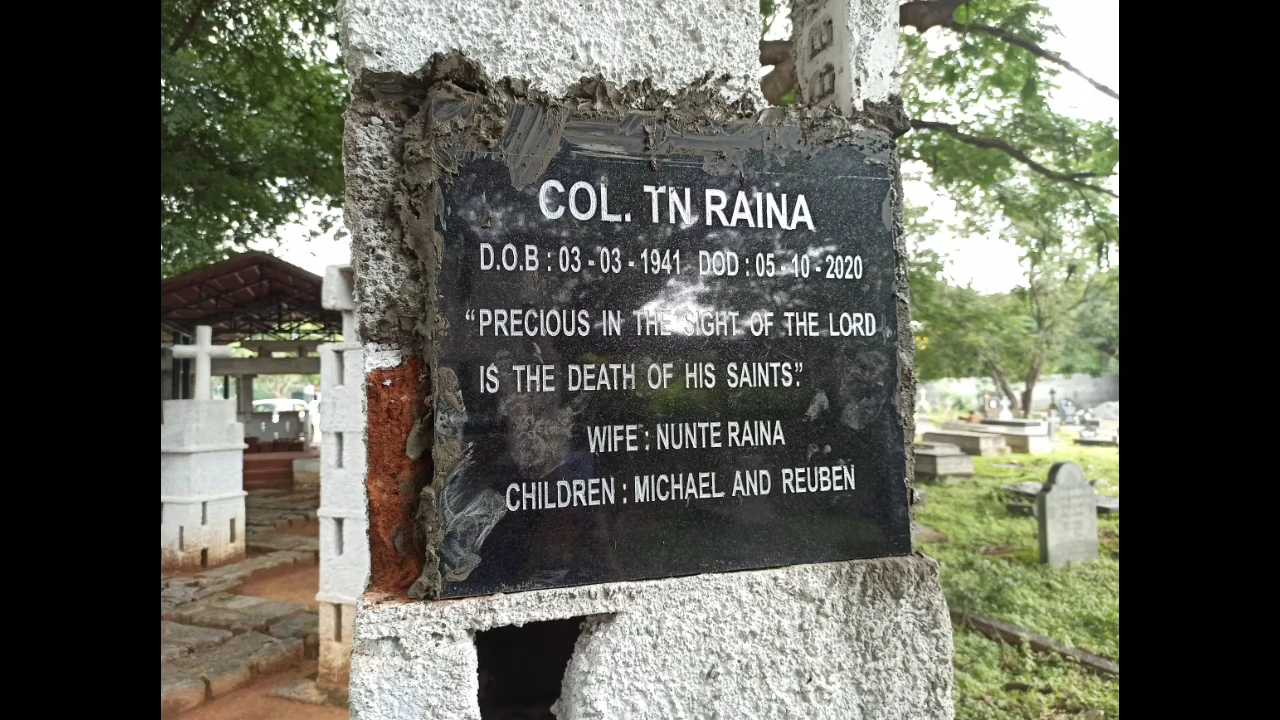 COL. TN RAINA
D.O.B : 03 - 03 - 1941 DOD : 05 - 10 - 2020
“PRECIOUS IN THE SIGHT OF THE LORD
IS THE DEATH OF HIS SAINTS”.
WIFE : NUNTE RAINA
CHILDREN : MICHAEL AND REUBEN